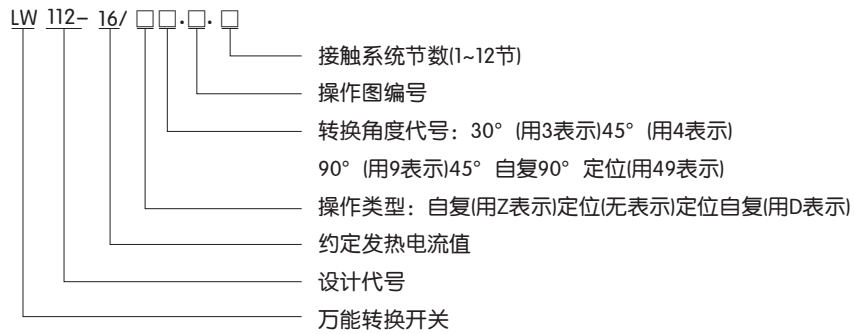 LW 112- 16/ □□.□. □
接触系统节数(1~12节)
操作图编号
转换角度代号：30°(用3表示)45°(用4表示)
90°(用9表示)45°自复90°定位(用49表示)
操作类型：自复(用Z表示)定位(无表示)定位自复(用D表示)
约定发热电流值
设计代号
万能转换开关